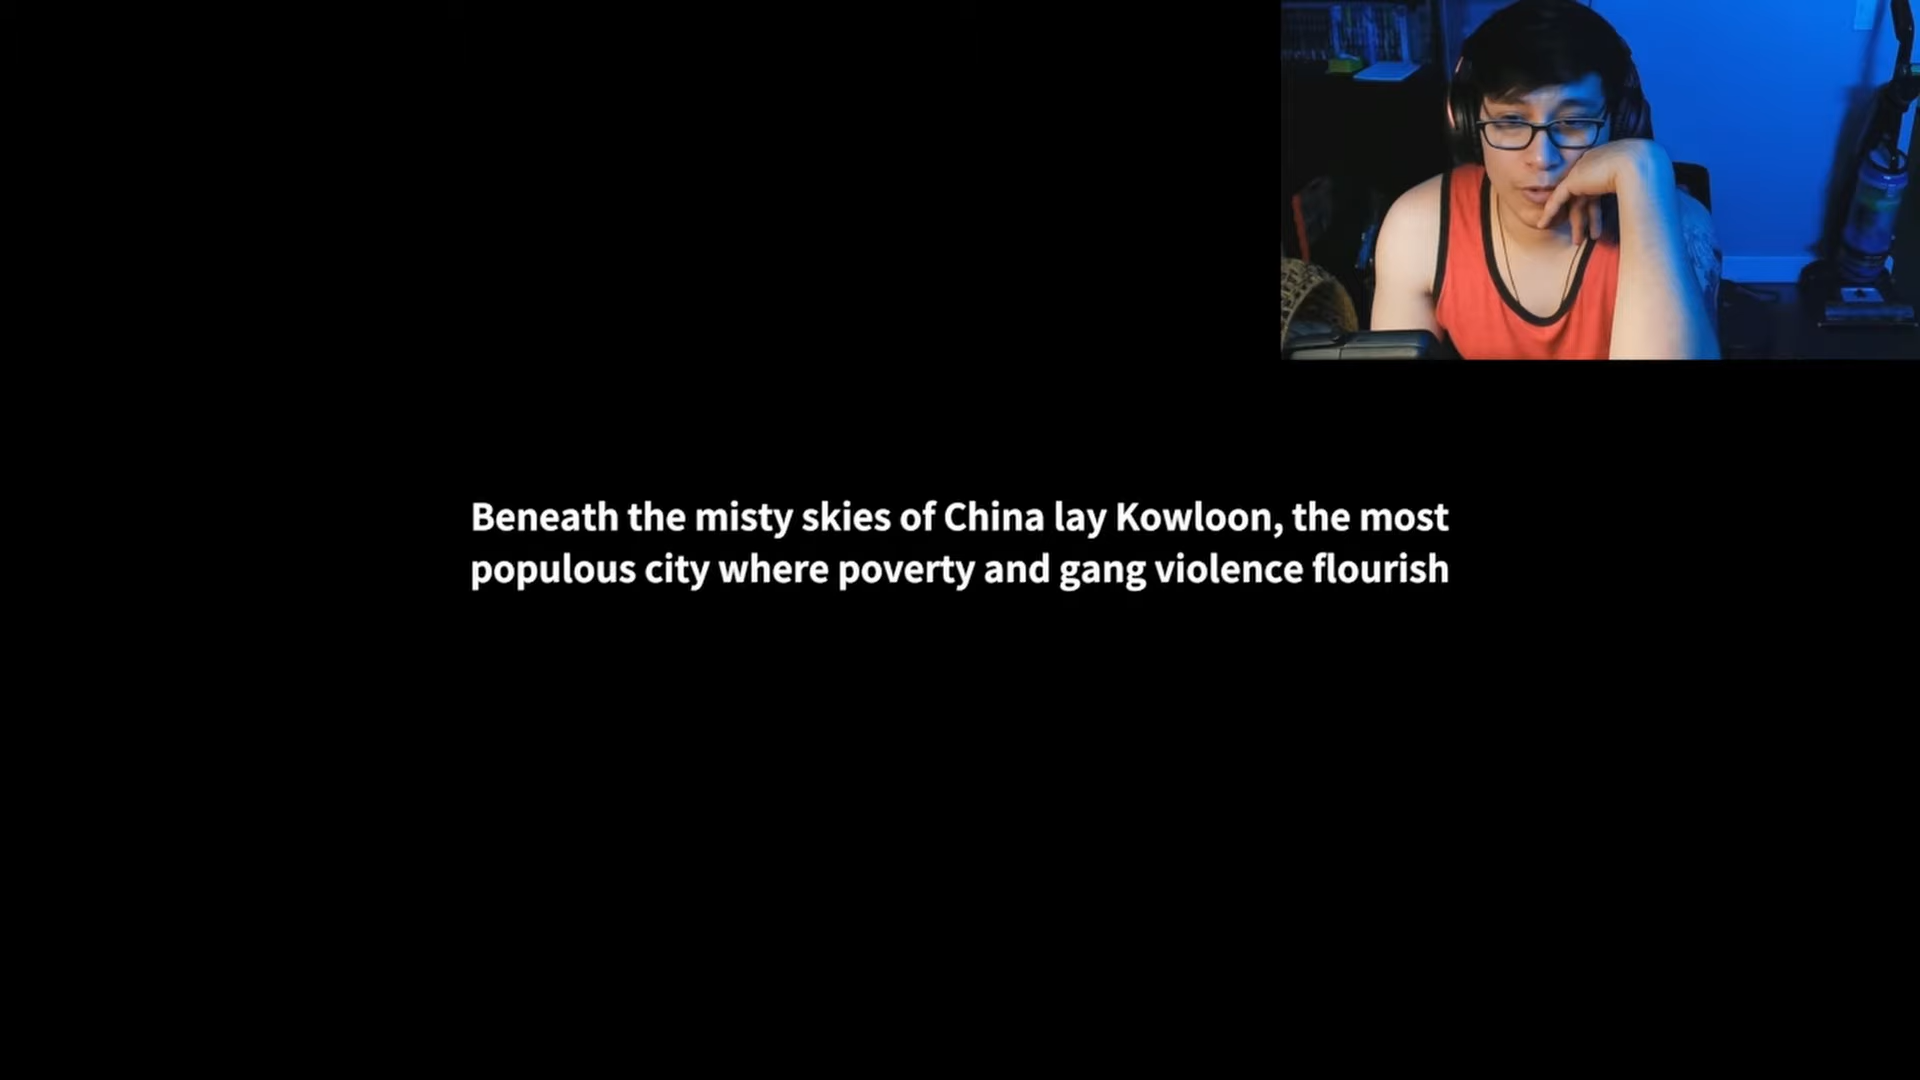 Beneath the misty skies of China lay Kowloon, the most
populous city where poverty and gang violence flourish